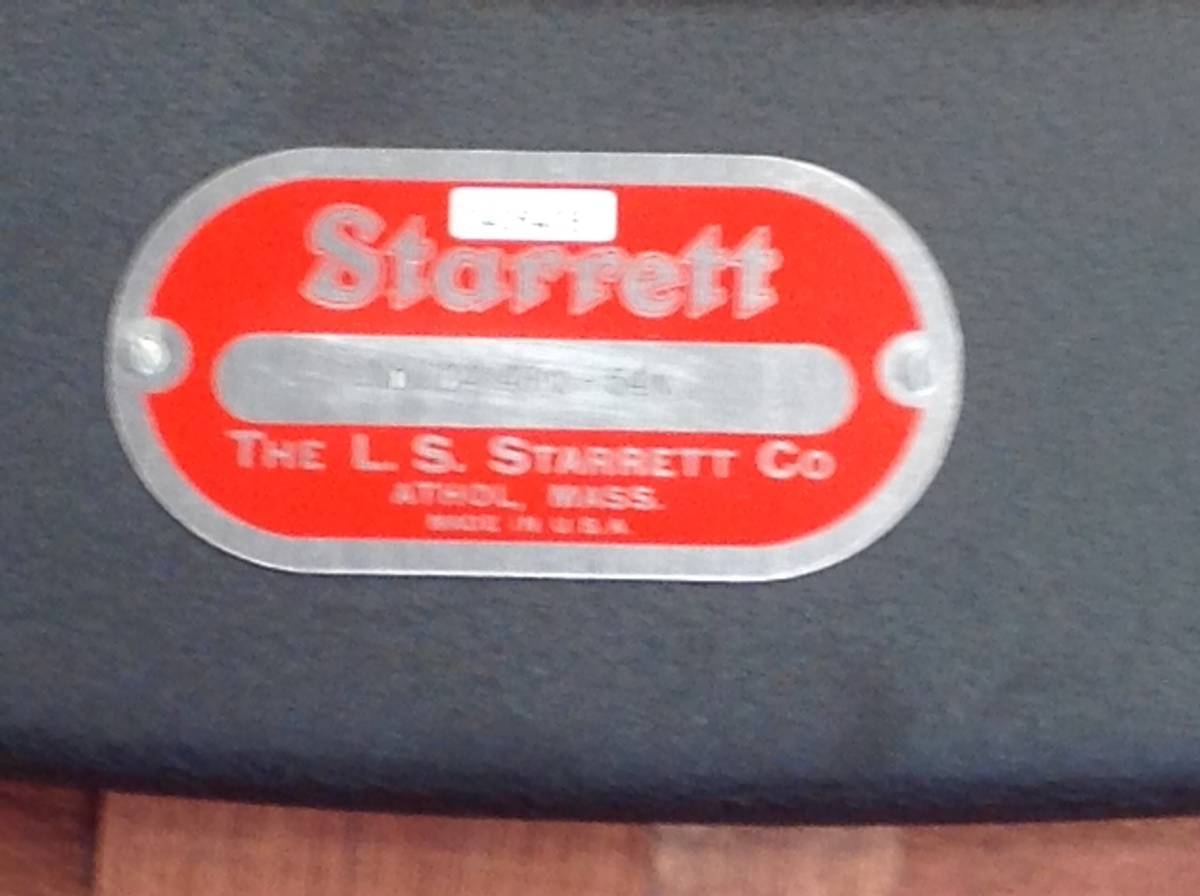 Starrett
THE L. S. STARRETT CO
ATHOL, MASS.
MADE IN U.S.A.